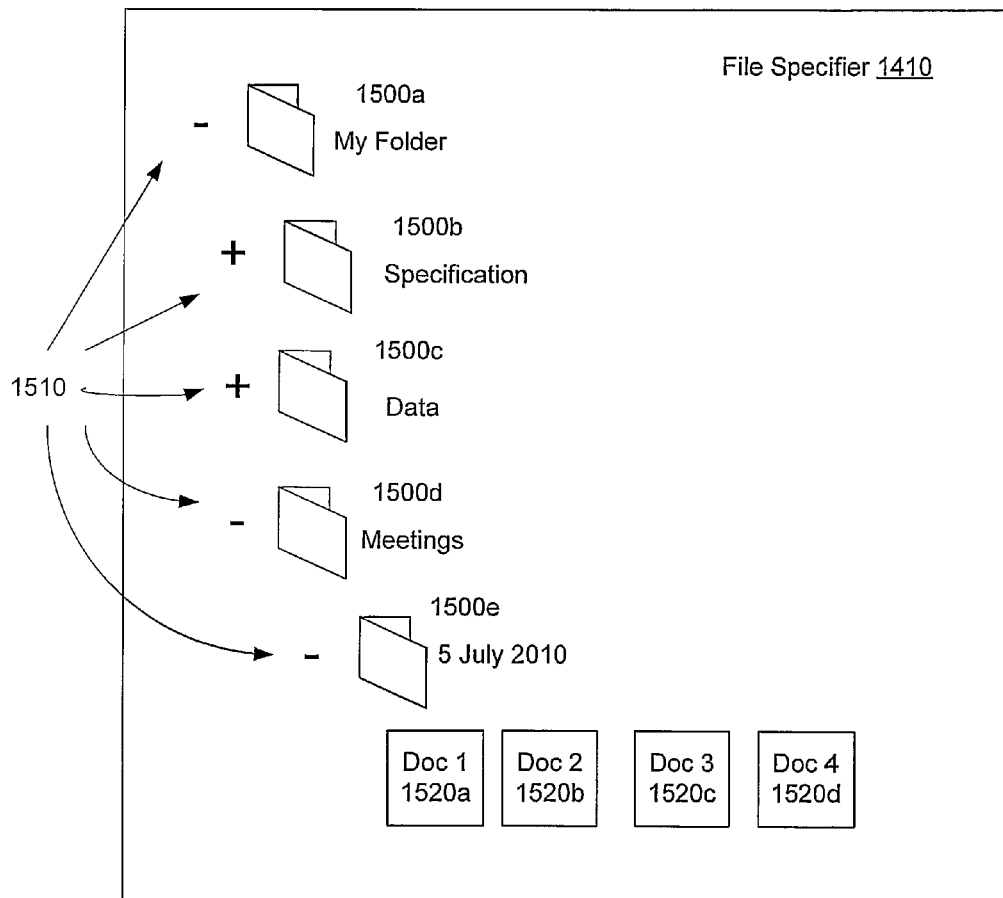 File Specifier 1410
1500a
- My Folder
1500b
+ Specification
1500c
1510
+ Data
1500d
- Meetings
1500e
- 5 July 2010
Doc 1
1520a
Doc 2
1520b
Doc 3
1520c
Doc 4
1520d